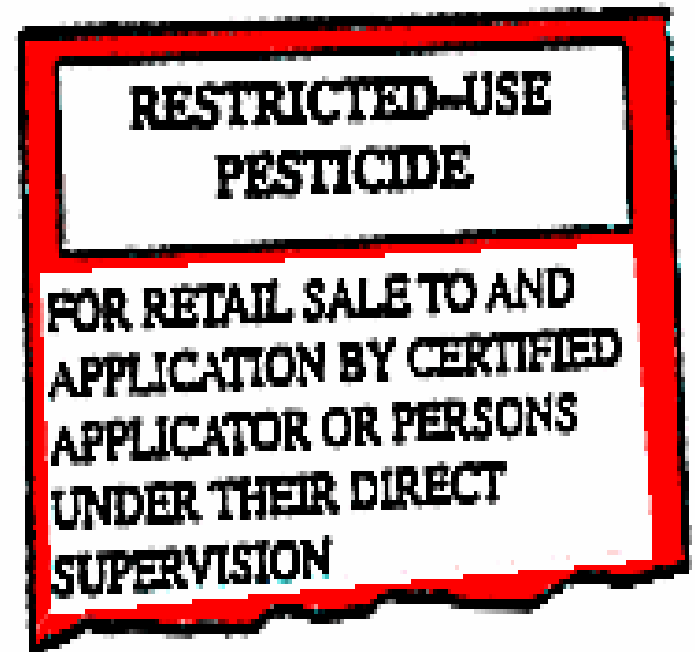 RESTRICTED-USE
PESTICIDE
FOR RETAIL SALE TO AND
APPLICATION BY CERTIFIED
APPLICATOR OR PERSONS
UNDER THEIR DIRECT
SUPERVISION